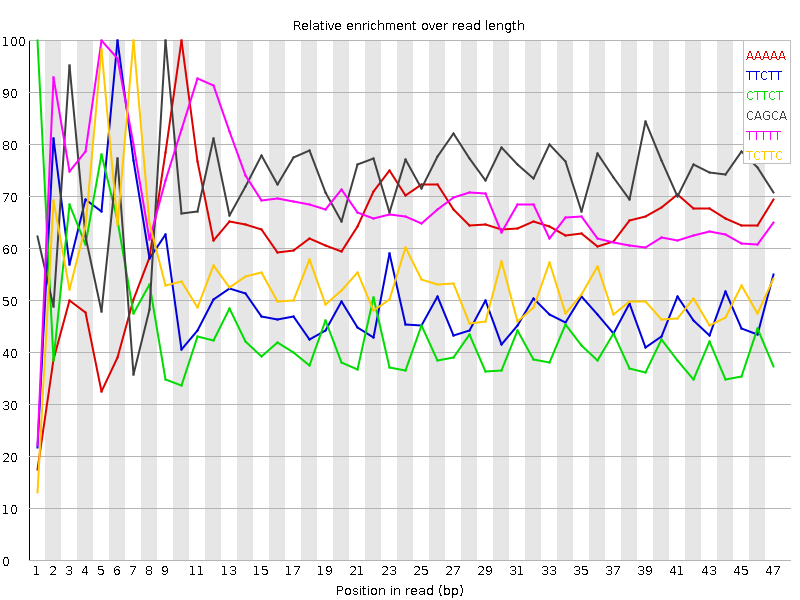 Relative enrichment over read length
100
90
80
70
60
50
40
30
20
10
0
AAAAA
TTCTT
CTTCT
CAGCA
TTTTT
TCTTC
1 2 3 4 5 6 7 8 9 11 13 15 17 19 21 23 25 27 29 31 33 35 37 39 41 43 45 47
Position in read (bp)